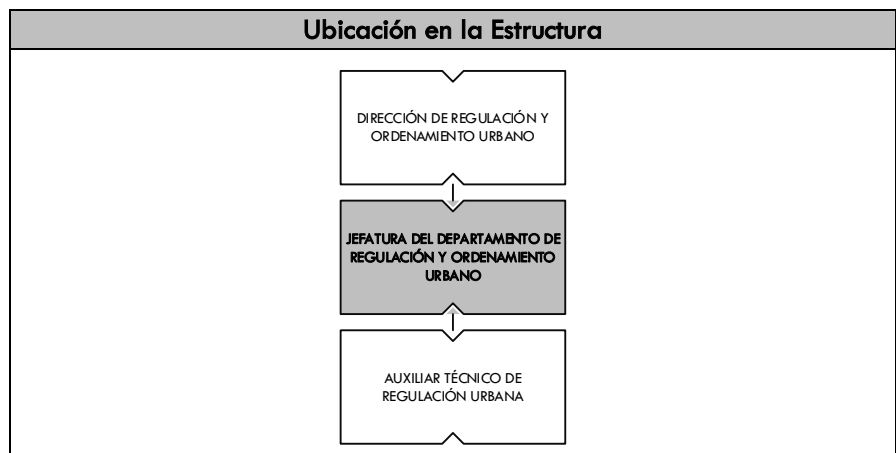 Ubicación en la Estructura
DIRECCIÓN DE REGULACIÓN Y
ORDENAMIENTO URBANO
JEFATURA DEL DEPARTAMENTO DE
REGULACIÓN Y ORDENAMIENTO
URBANO
AUXILIAR TÉCNICO DE
REGULACIÓN URBANA